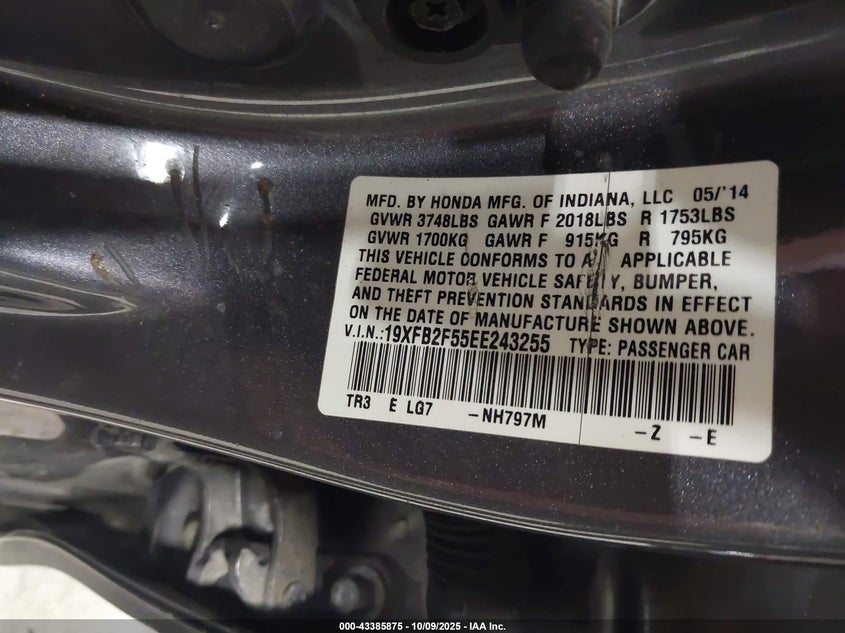 MFD. BY HONDA MFG. OF INDIANA, LLC 05/'14
GVWR 3748LBS GAWR F 2018LBS R 1753LBS
GVWR 1700KG GAWR F 915KG R 795KG
THIS VEHICLE CONFORMS TO ALL APPLICABLE
FEDERAL MOTOR VEHICLE SAFETY, BUMPER,
AND THEFT PREVENTION STANDARDS IN EFFECT
ON THE DATE OF MANUFACTURE SHOWN ABOVE.
V.I.N.:19XFB2F55EE243255 TYPE: PASSENGER CAR
TR3 E LG7 -NH797M -Z -E
000-43385875 - 10/09/2025 - IAA Inc.